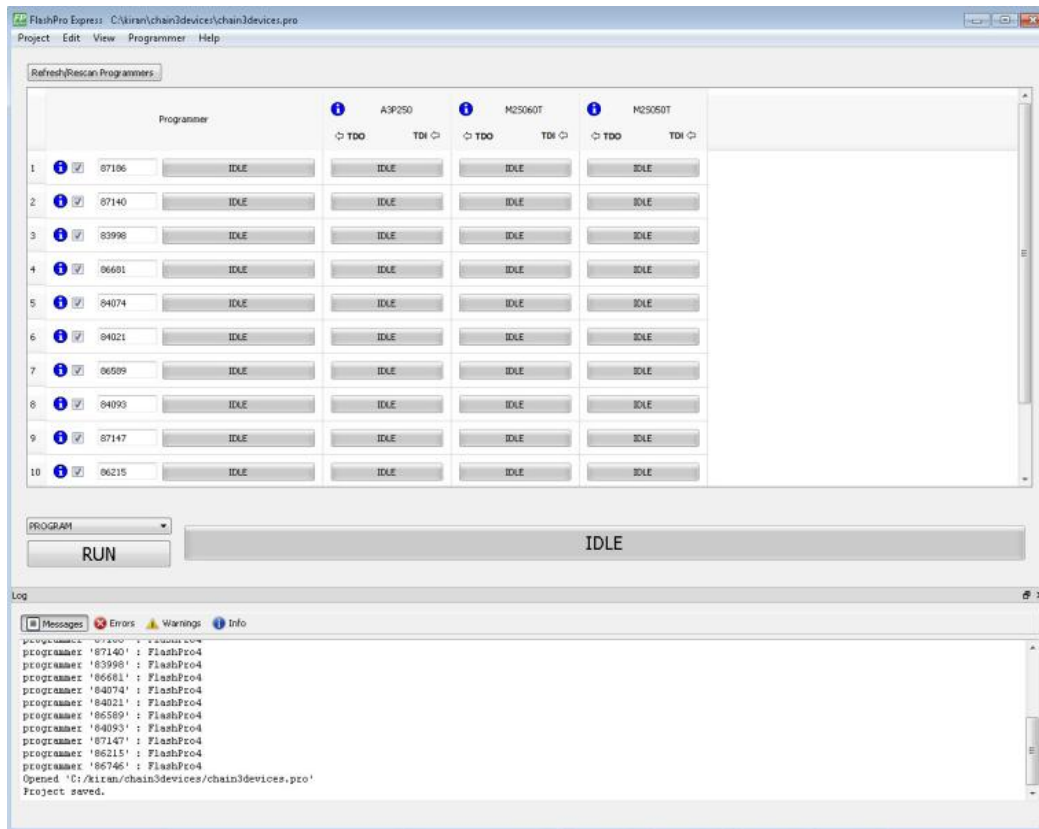 FlashPro Express C:\kiran\chain3devices\chain3devices.pro
Project Edit View Programmer Help
Refresh/Rescan Programmers
Programmer
A3P250 M2S060T M2S050T
TDO TDI TDO TDI TDO TDI
1 87186 IDLE IDLE IDLE IDLE
2 87140 IDLE IDLE IDLE IDLE
3 83998 IDLE IDLE IDLE IDLE
4 86681 IDLE IDLE IDLE IDLE
5 84074 IDLE IDLE IDLE IDLE
6 84021 IDLE IDLE IDLE IDLE
7 86589 IDLE IDLE IDLE IDLE
8 84093 IDLE IDLE IDLE IDLE
9 87147 IDLE IDLE IDLE IDLE
10 86215 IDLE IDLE IDLE IDLE
PROGRAM
RUN
IDLE
Log
Messages Errors Warnings Info
programmer '87186' : FlashPro4
programmer '87140' : FlashPro4
programmer '83998' : FlashPro4
programmer '86681' : FlashPro4
programmer '84074' : FlashPro4
programmer '84021' : FlashPro4
programmer '86589' : FlashPro4
programmer '84093' : FlashPro4
programmer '87147' : FlashPro4
programmer '86215' : FlashPro4
programmer '86746' : FlashPro4
Opened 'C:/kiran/chain3devices/chain3devices.pro'
Project saved.